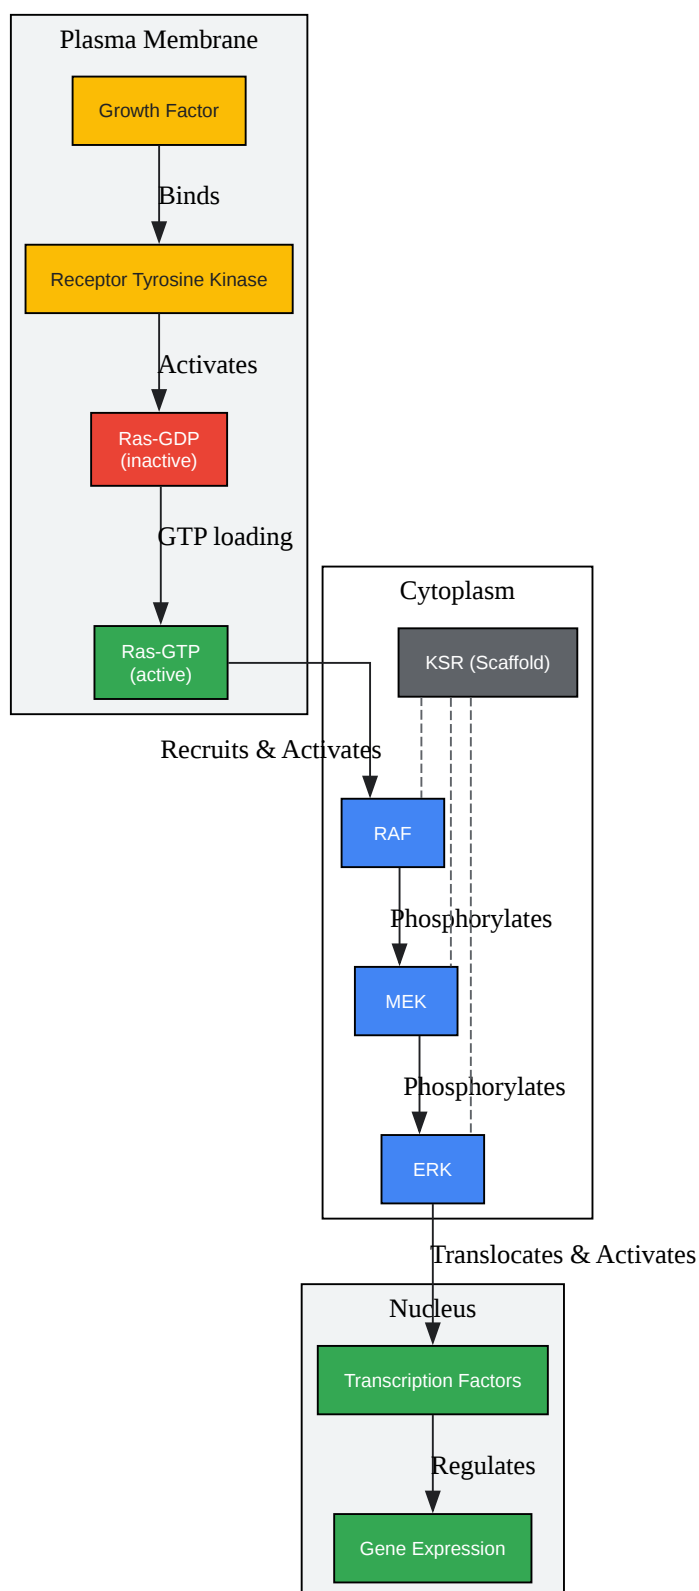 Plasma Membrane
Growth Factor
Binds
Receptor Tyrosine Kinase
Activates
Ras-GDP
(inactive)
GTP loading
Ras-GTP
(active)
Cytoplasm
KSR (Scaffold)
Recruits & Activates
RAF
Phosphorylates
MEK
Phosphorylates
ERK
Translocates & Activates
Nucleus
Transcription Factors
Regulates
Gene Expression